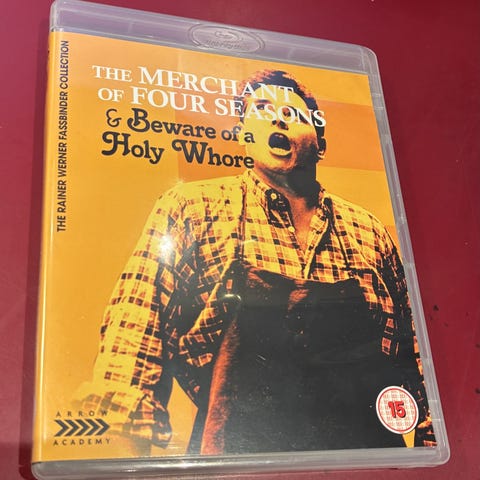 THE RAINER WERNER FASSBINDER COLLECTION
THE MERCHANT
OF FOUR SEASONS
& Beware of a
Holy Whore
15
ARROW
ACADEMY